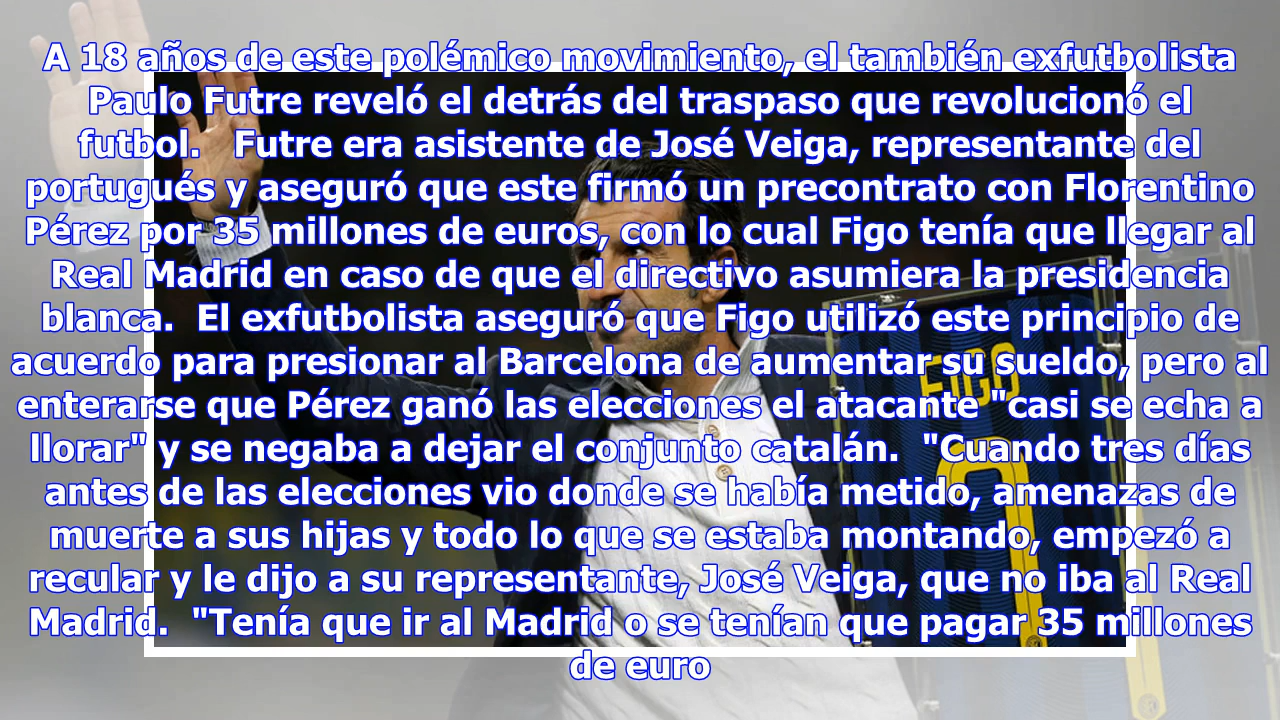 A 18 años de este polémico movimiento, el también exfutbolista
Paulo Futre reveló el detrás del traspaso que revolucionó el
futbol.   Futre era asistente de José Veiga, representante del
portugués y aseguró que este firmó un precontrato con Florentino
Pérez por 35 millones de euros, con lo cual Figo tenía que llegar al
Real Madrid en caso de que el directivo asumiera la presidencia
blanca.  El exfutbolista aseguró que Figo utilizó este principio de
acuerdo para presionar al Barcelona de aumentar su sueldo, pero al
enterarse que Pérez ganó las elecciones el atacante "casi se echa a
llorar" y se negaba a dejar el conjunto catalán.   "Cuando tres días
antes de las elecciones vio donde se había metido, amenazas de
muerte a sus hijas y todo lo que se estaba montando, empezó a
recular y le dijo a su representante, José Veiga, que no iba al Real
Madrid.  "Tenía que ir al Madrid o se tenían que pagar 35 millones
de euro
FIGO